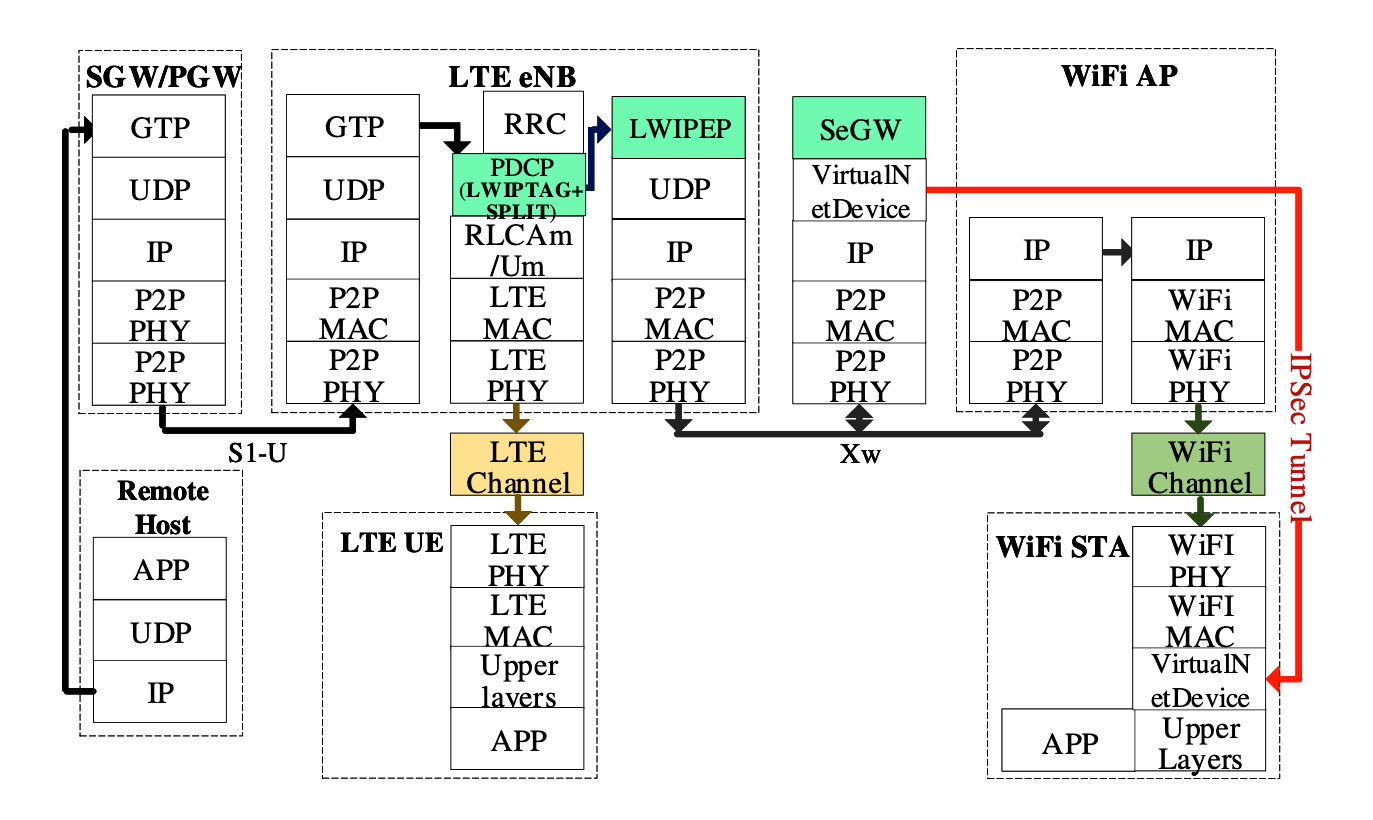 SGW/PGW
GTP
UDP
IP
P2P
PHY
P2P
PHY
S1-U
Remote
Host
APP
UDP
IP
LTE eNB
GTP
UDP
IP
P2P
MAC
P2P
PHY
RRC
PDCP
(LWIPTAG+
SPLIT)
RLCAm
/Um
LTE
MAC
LTE
PHY
LWIPEP
UDP
IP
P2P
MAC
P2P
PHY
LTE
Channel
LTE UE
LTE
PHY
LTE
MAC
Upper
layers
APP
SeGW
VirtualN
etDevice
IP
P2P
MAC
P2P
PHY
Xw
WiFi AP
IP
P2P
MAC
P2P
PHY
IP
WiFi
MAC
WiFi
PHY
IPSec Tunnel
WiFi
Channel
WiFi STA
WiFI
PHY
WiFI
MAC
VirtualN
etDevice
APP
Upper
Layers